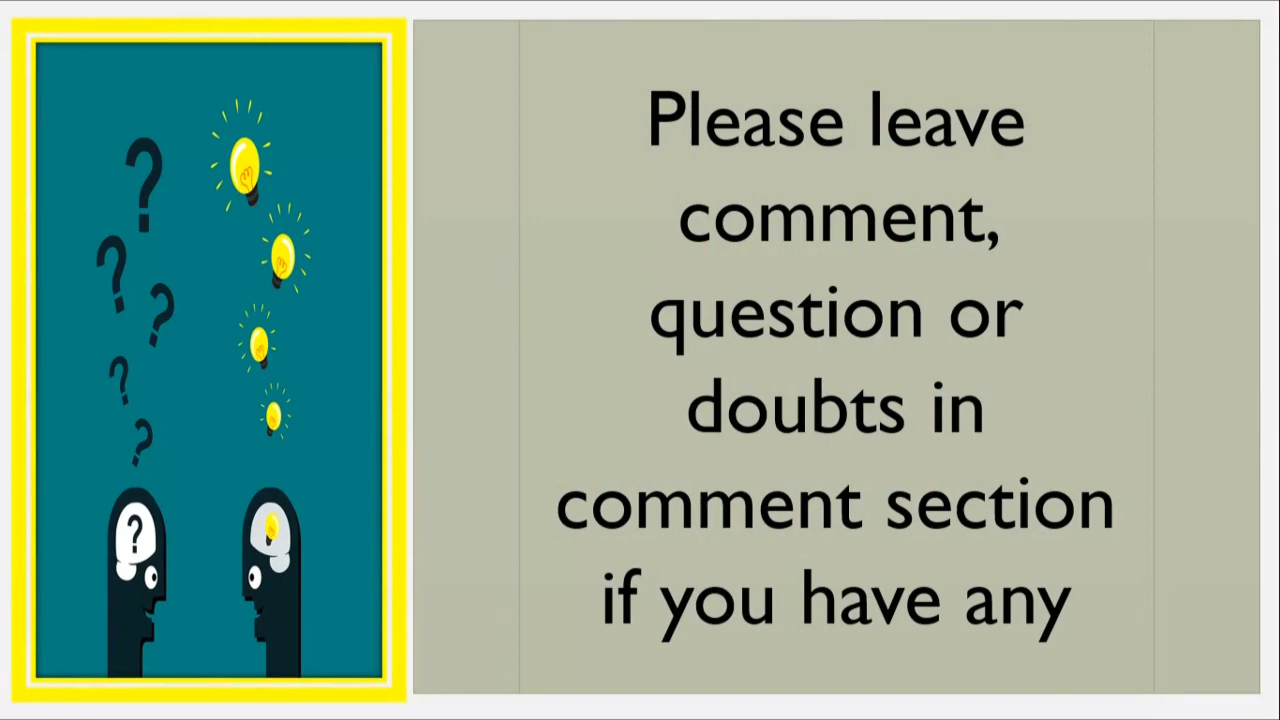 Please leave
comment,
question or
doubts in
comment section
if you have any